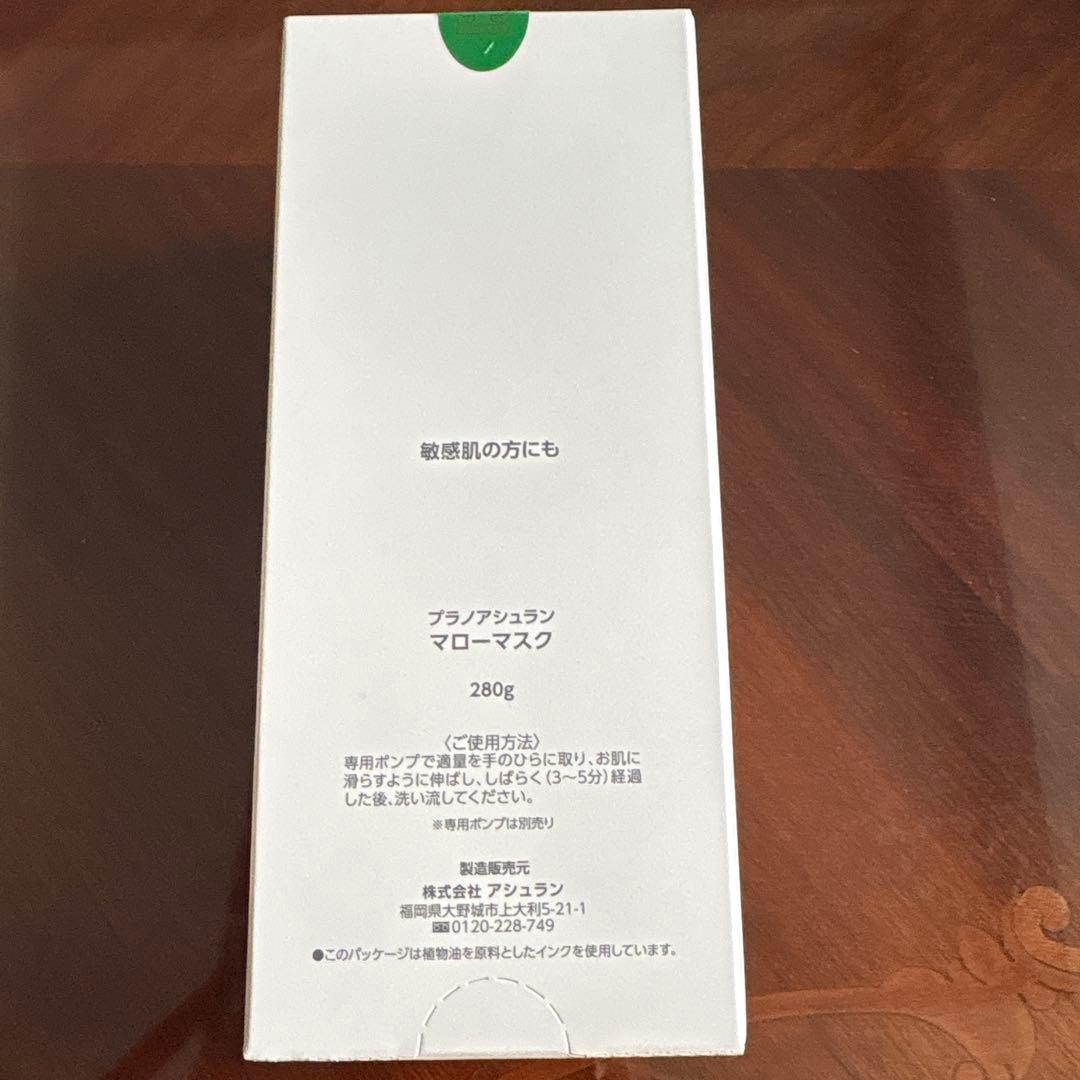 敏感肌の方にも
プラノアシュラン
マローマスク
280g
〈ご使用方法〉
専用ポンプで適量を手のひらに取り、お肌に
滑らすように伸ばし、しばらく(3〜5分)経過
した後、洗い流してください。
※専用ポンプは別売り
製造販売元
株式会社 アシュラン
福岡県大野城市上大利5-21-1
0120-228-749
●このパッケージは植物油を原料としたインクを使用しています。